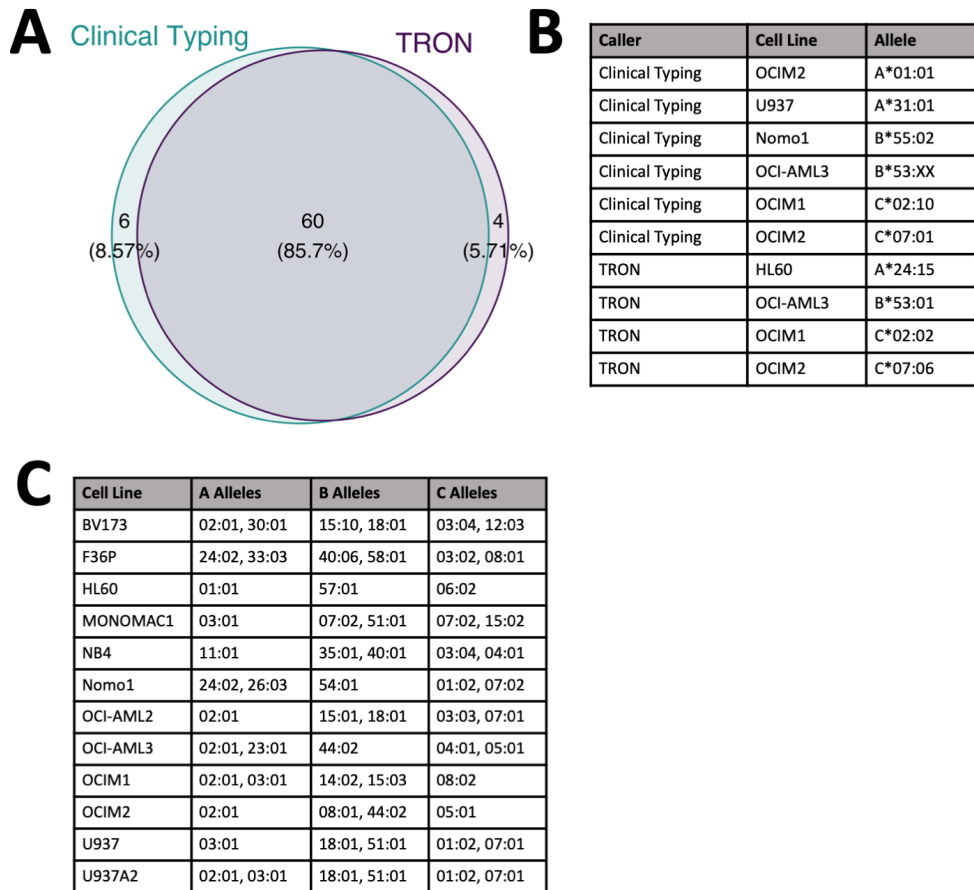 A
Clinical Typing
TRON
6
(8.57%)
60
(85.7%)
4
(5.71%)
B
Caller Cell Line Allele
Clinical Typing OCIM2 A*01:01
Clinical Typing U937 A*31:01
Clinical Typing Nomo1 B*55:02
Clinical Typing OCI-AML3 B*53:XX
Clinical Typing OCIM1 C*02:10
Clinical Typing OCIM2 C*07:01
TRON HL60 A*24:15
TRON OCI-AML3 B*53:01
TRON OCIM1 C*02:02
TRON OCIM2 C*07:06
C
Cell Line A Alleles B Alleles C Alleles
BV173 02:01, 30:01 15:10, 18:01 03:04, 12:03
F36P 24:02, 33:03 40:06, 58:01 03:02, 08:01
HL60 01:01 57:01 06:02
MONOMAC1 03:01 07:02, 51:01 07:02, 15:02
NB4 11:01 35:01, 40:01 03:04, 04:01
Nomo1 24:02, 26:03 54:01 01:02, 07:02
OCI-AML2 02:01 15:01, 18:01 03:03, 07:01
OCI-AML3 02:01, 23:01 44:02 04:01, 05:01
OCIM1 02:01, 03:01 14:02, 15:03 08:02
OCIM2 02:01 08:01, 44:02 05:01
U937 03:01 18:01, 51:01 01:02, 07:01
U937A2 02:01, 03:01 18:01, 51:01 01:02, 07:01